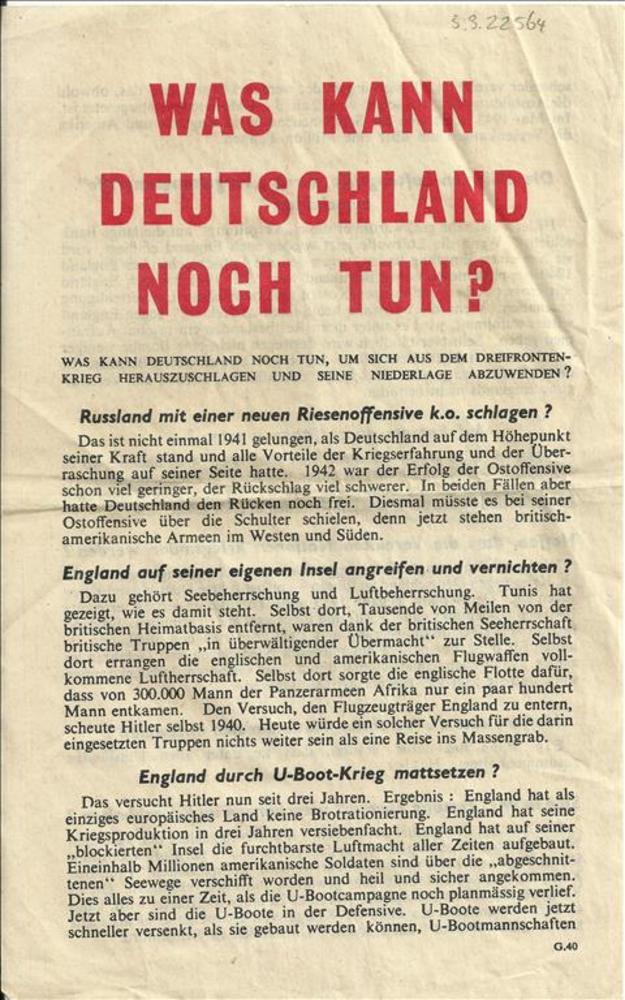 3.9.22564
WAS KANN
DEUTSCHLAND
NOCH TUN?
WAS KANN DEUTSCHLAND NOCH TUN, UM SICH AUS DEM DREIFRONTEN-
KRIEG HERAUSZUSCHLAGEN UND SEINE NIEDERLAGE ABZUWENDEN?
Russland mit einer neuen Riesenoffensive k.o. schlagen ?
Das ist nicht einmal 1941 gelungen, als Deutschland auf dem Höhepunkt
seiner Kraft stand und alle Vorteile der Kriegserfahrung und der Über-
raschung auf seiner Seite hatte. 1942 war der Erfolg der Ostoffensive
schon viel geringer, der Rückschlag viel schwerer. In beiden Fällen aber
hatte Deutschland den Rücken noch frei. Diesmal müsste es bei seiner
Ostoffensive über die Schulter schielen, denn jetzt stehen britisch-
amerikanische Armeen im Westen und Süden.
England auf seiner eigenen Insel angreifen und vernichten ?
Dazu gehört Seebeherrschung und Luftbeherrschung. Tunis hat
gezeigt, wie es damit steht. Selbst dort, Tausende von Meilen von der
britischen Heimatbasis entfernt, waren dank der britischen Seeherrschaft
britische Truppen „in überwältigender Übermacht“ zur Stelle. Selbst
dort errangen die englischen und amerikanischen Flugwaffen voll-
kommene Luftherrschaft. Selbst dort sorgte die englische Flotte dafür,
dass von 300.000 Mann der Panzerarmeen Afrika nur ein paar hundert
Mann entkamen. Den Versuch, den Flugzeugträger England zu entern,
scheute Hitler selbst 1940. Heute würde ein solcher Versuch für die darin
eingesetzten Truppen nichts weiter sein als eine Reise ins Massengrab.
England durch U-Boot-Krieg mattsetzen ?
Das versucht Hitler nun seit drei Jahren. Ergebnis : England hat als
einziges europäisches Land keine Brotrationierung. England hat seine
Kriegsproduktion in drei Jahren versiebenfacht. England hat auf seiner
„blockierten“ Insel die furchtbarste Luftmacht aller Zeiten aufgebaut.
Eineinhalb Millionen amerikanische Soldaten sind über die „abgeschnit-
tenen“ Seewege verschifft worden und heil und sicher angekommen.
Dies alles zu einer Zeit, als die U-Bootcampagne noch planmässig verlief.
Jetzt aber sind die U-Boote in der Defensive. U-Boote werden jetzt
schneller versenkt, als sie gebaut werden können, U-Bootmannschaften
G.40